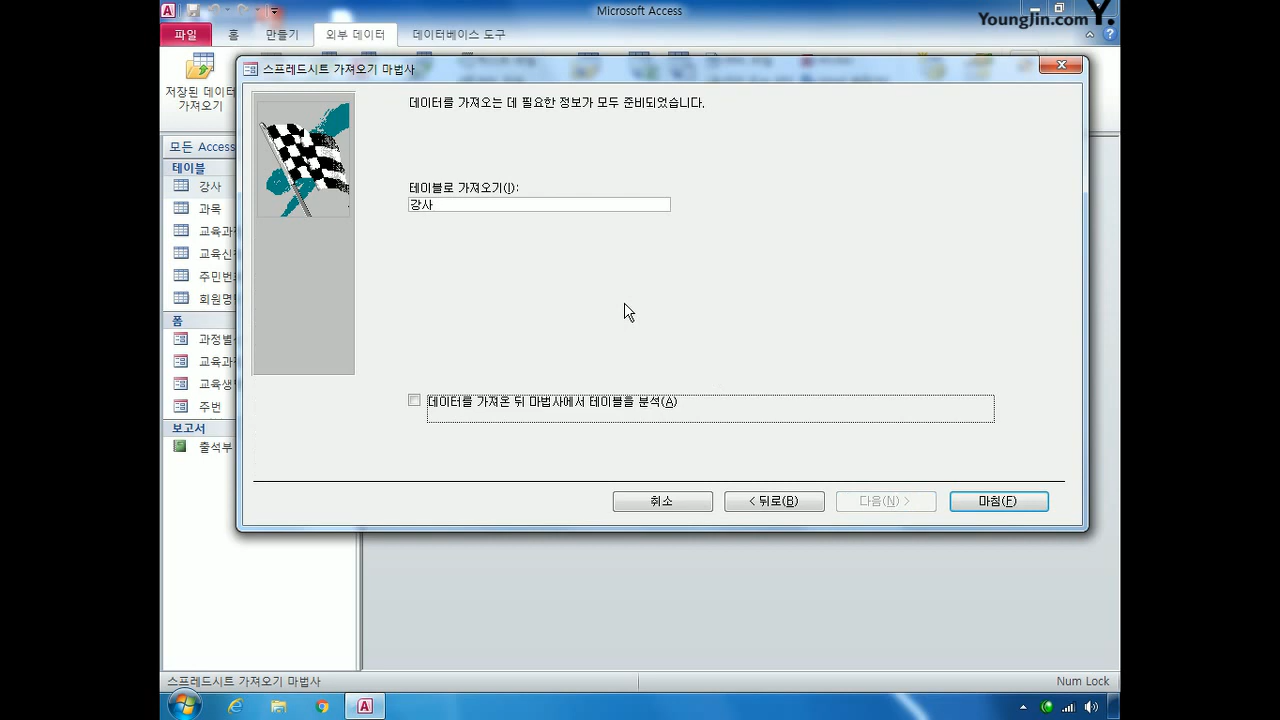 Microsoft Access
YoungJin.com Y.
파일 홈 만들기 외부 데이터 데이터베이스 도구
저장된 데이터
가져오기
스프레드시트 가져오기 마법사
데이터를 가져오는 데 필요한 정보가 모두 준비되었습니다.
테이블로 가져오기(I):
강사
데이터를 가져온 뒤 마법사에서 테이블을 분석(A)
취소 < 뒤로(B) 다음(N) > 마침(F)
모든 Access
테이블
강사
과목
교육과
교육신
주민번
회원명
폼
과정별
교육과
교육생
주번
보고서
출석부
스프레드시트 가져오기 마법사
Num Lock